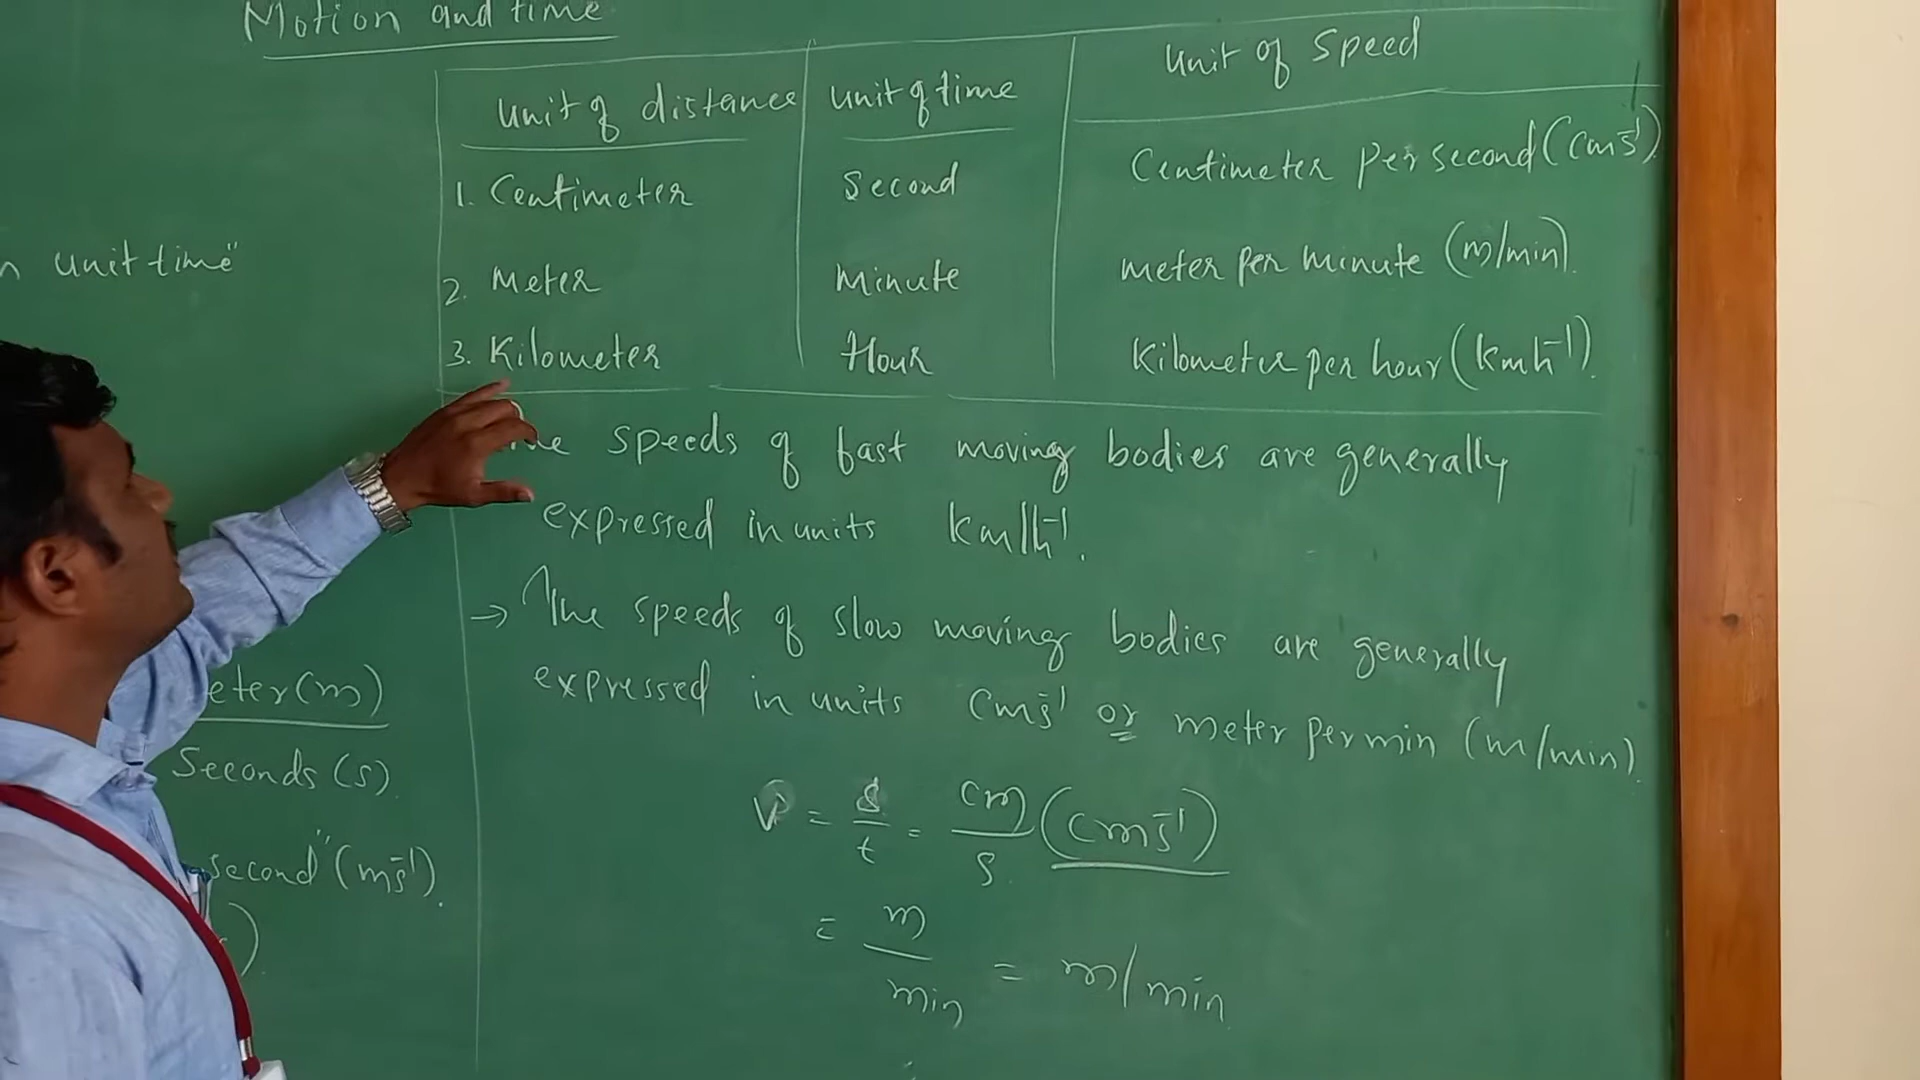 Motion and time
unit time"
eter(m)
Seconds (s).
second" (ms⁻¹).
Unit of distance Unit of time Unit of Speed
1. Centimeter Second Centimeter per second (cms⁻¹)
2. Meter Minute meter per minute (m/min).
3. Kilometer Hour Kilometer per hour (kmh⁻¹).
speeds of fast moving bodies are generally
expressed in units km/h⁻¹.
→ The speeds of slow moving bodies are generally
expressed in units cms⁻¹ or meter per min (m/min).
V = s/t = cm/s (cms⁻¹)
= m/min = m/min